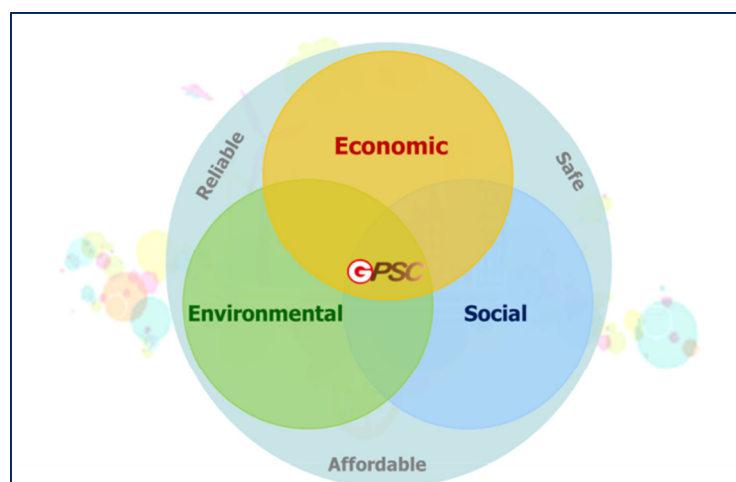 Economic
Reliable
Safe
GPSC
Environmental
Social
Affordable